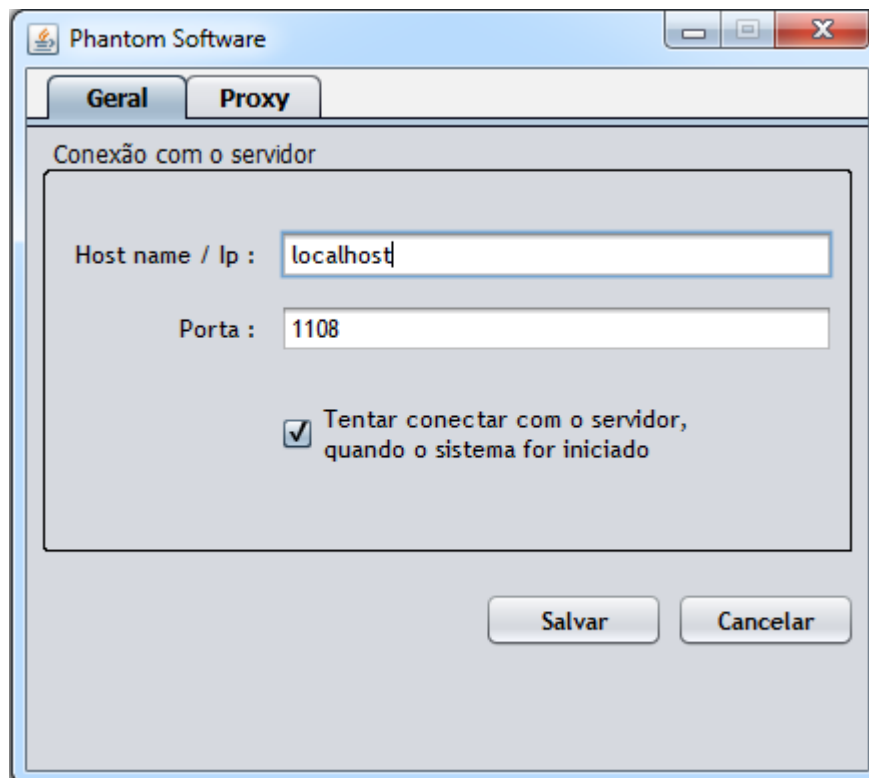 Phantom Software
Geral Proxy
Conexão com o servidor
Host name / Ip : localhost
Porta : 1108
Tentar conectar com o servidor,
quando o sistema for iniciado
Salvar Cancelar